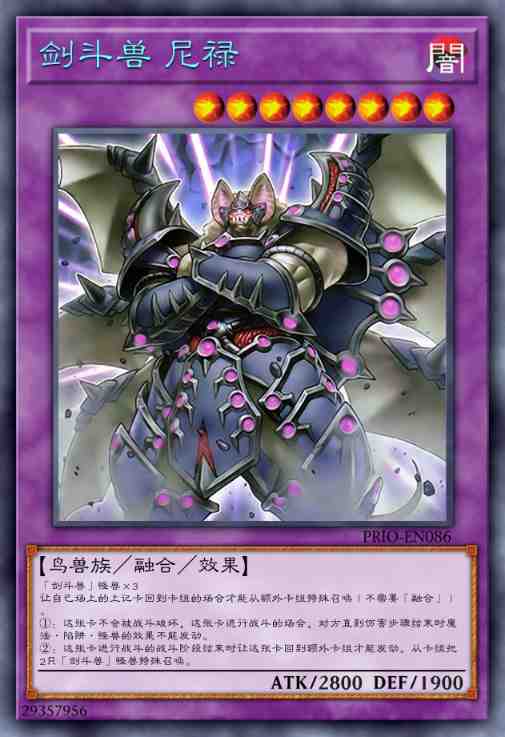 剑斗兽 尼禄
闇
PRIO-EN086
【鸟兽族／融合／效果】
「剑斗兽」怪兽×3
让自己场上的上记卡回到卡组的场合才能从额外卡组特殊召唤(不需要「融合」)
。
①：这张卡不会被战斗破坏，这张卡进行战斗的场合，对方直到伤害步骤结束时魔
法·陷阱·怪兽的效果不能发动。
②：这张卡进行战斗的战斗阶段结束时让这张卡回到额外卡组才能发动。从卡组把
2只「剑斗兽」怪兽特殊召唤。
ATK/2800 DEF/1900
29357956